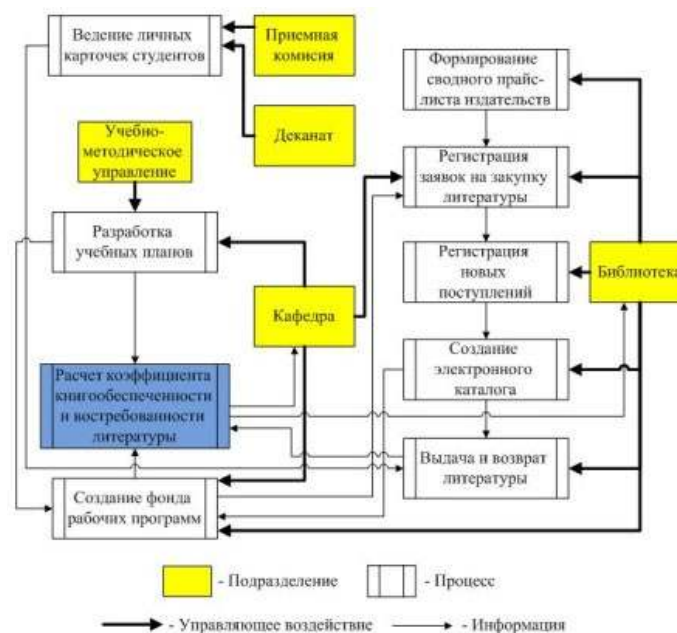 Ведение личных
карточек студентов
Приемная
комисия
Деканат
Учебно-
методическое
управление
Разработка
учебных планов
Кафедра
Расчет коэффициента
книгообеспеченности
и востребованности
литературы
Создание фонда
рабочих программ
Формирование
сводного прайс-
листа издательств
Регистрация
заявок на закупку
литературы
Регистрация
новых
поступлений
Библиотека
Создание
электронного
каталога
Выдача и возврат
литературы
- Подразделение
- Процесс
- Управляющее воздействие
- Информация